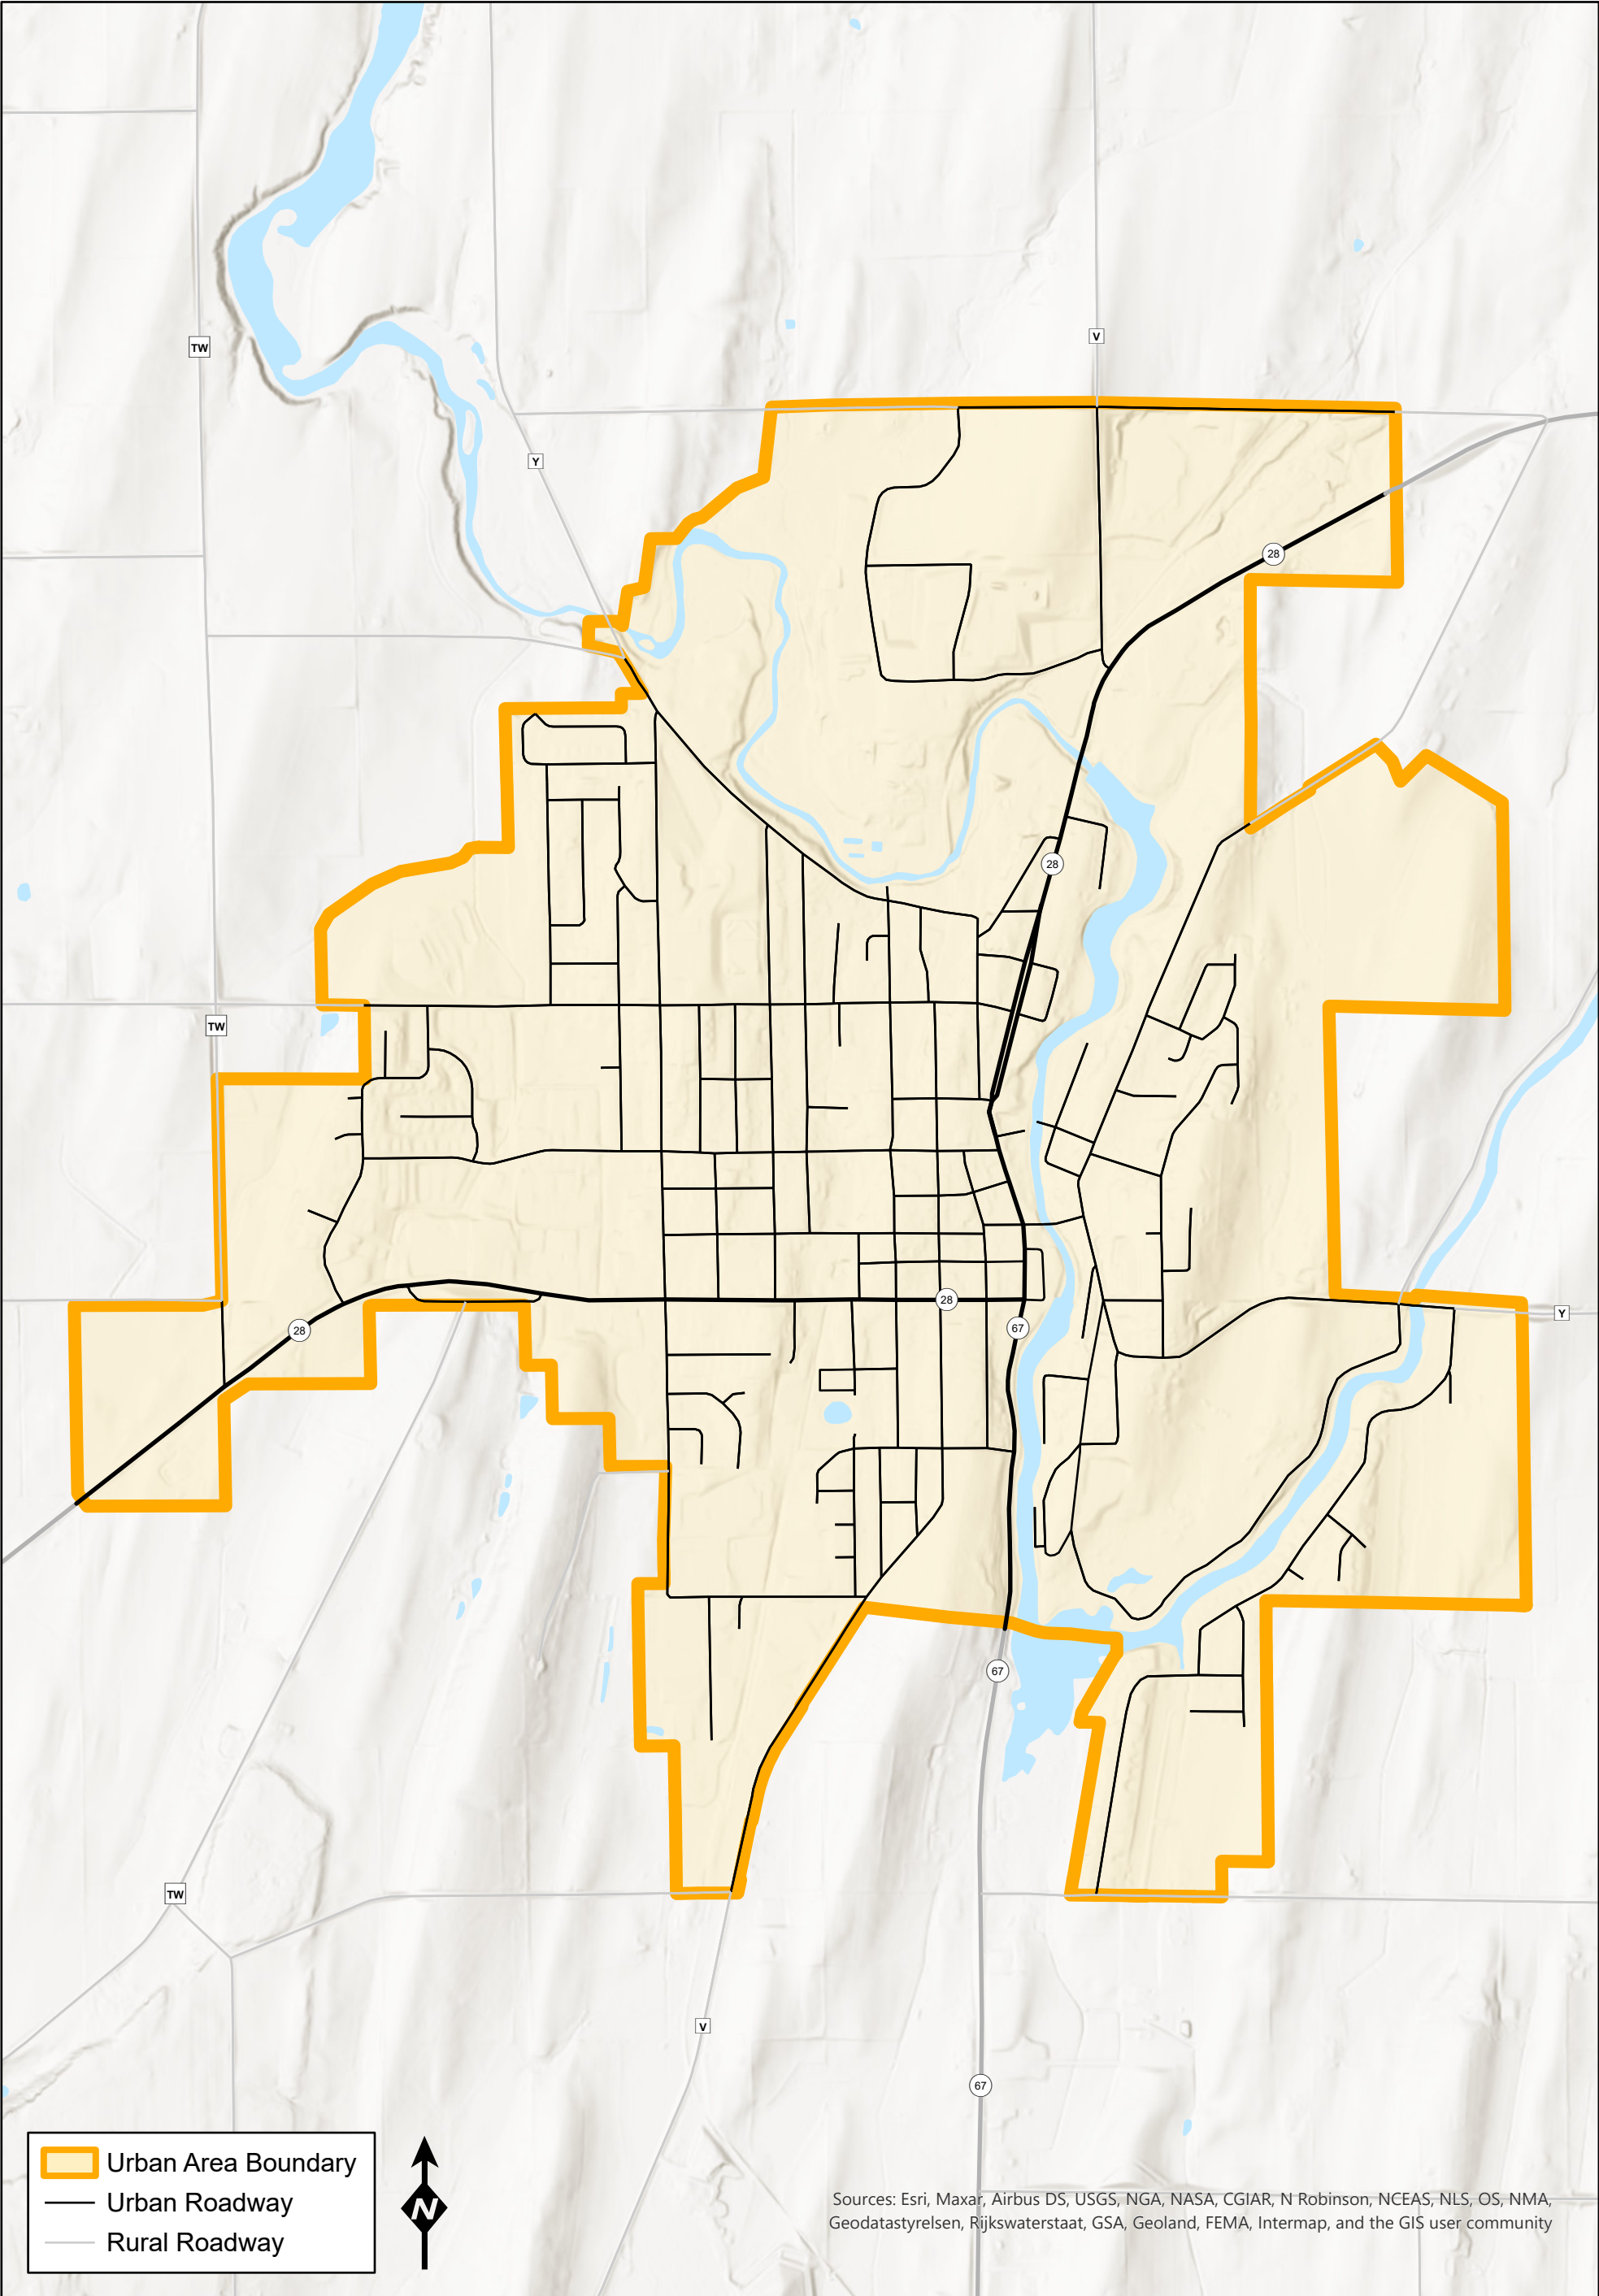 V
TW
Y
28
28
TW
28
Y
67
28
67
TW
V
67
Urban Area Boundary
Urban Roadway
Rural Roadway
N
Sources: Esri, Maxar, Airbus DS, USGS, NGA, NASA, CGIAR, N Robinson, NCEAS, NLS, OS, NMA,
Geodatastyrelsen, Rijkswaterstaat, GSA, Geoland, FEMA, Intermap, and the GIS user community